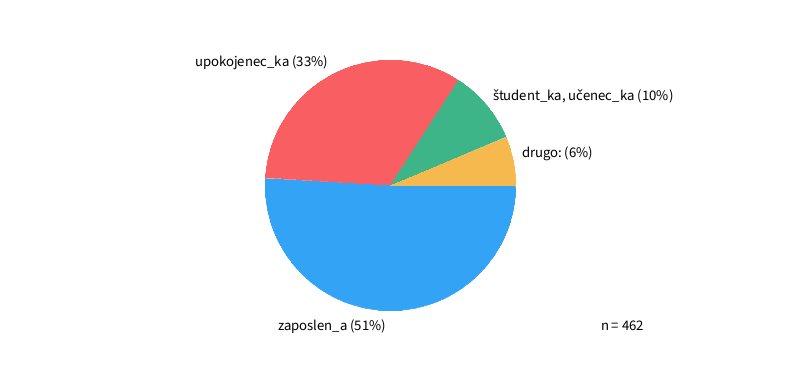 upokojenec_ka (33%)
študent_ka, učenec_ka (10%)
drugo: (6%)
zaposlen_a (51%)
n = 462